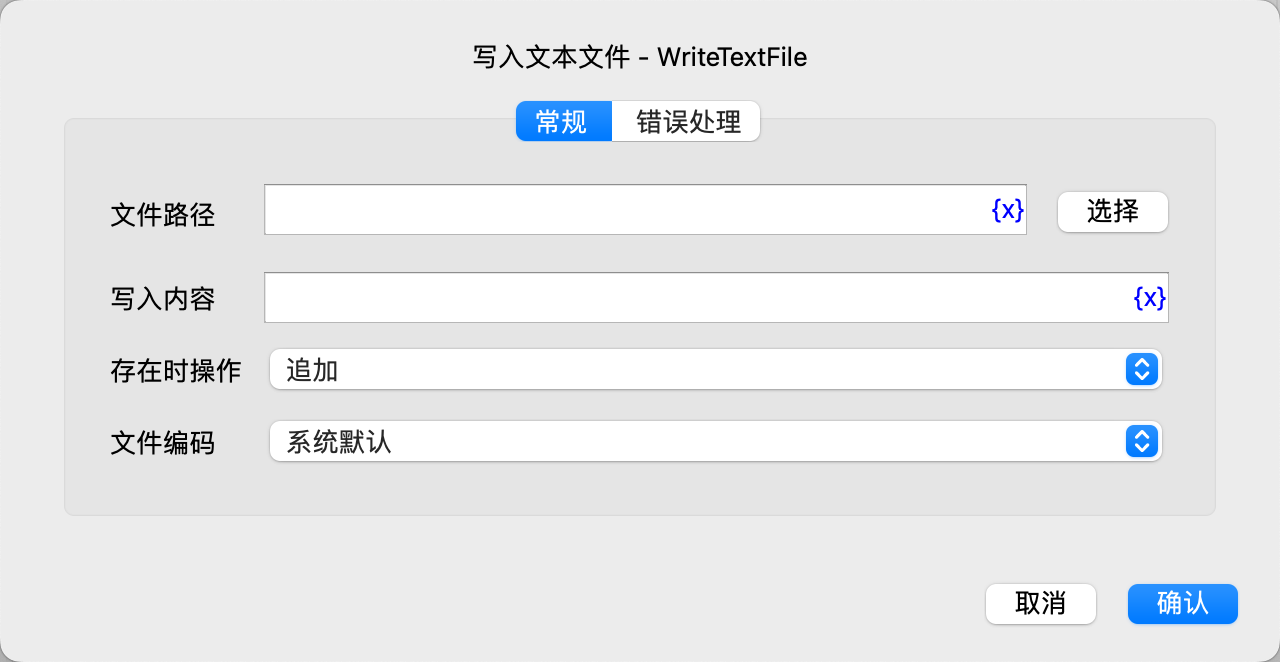 写入文本文件 - WriteTextFile
常规 错误处理
文件路径 {x} 选择
写入内容 {x}
存在时操作 追加
文件编码 系统默认
取消 确认